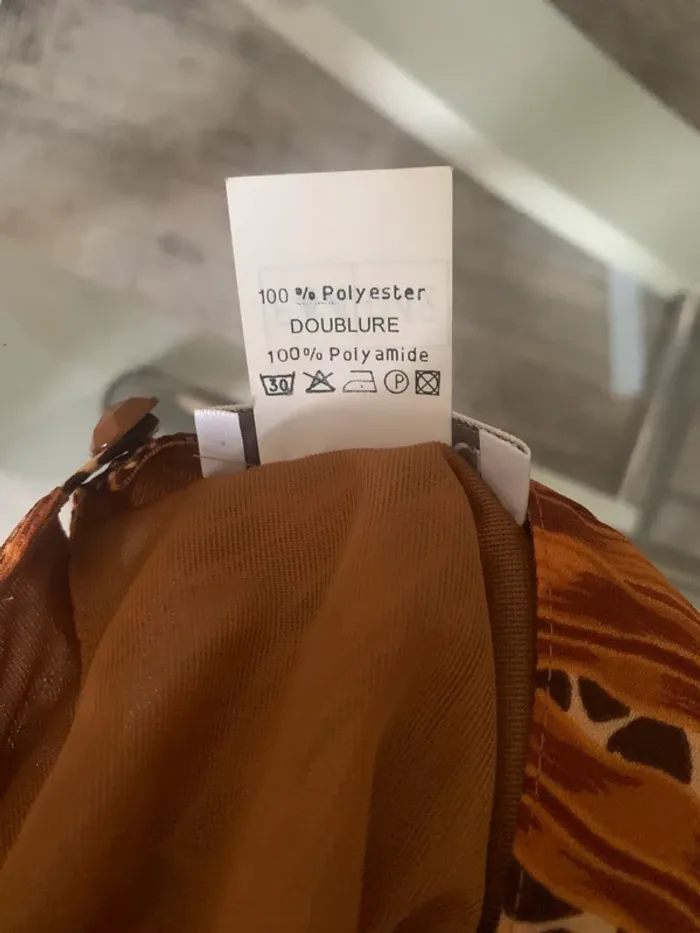 100 % Polyester
DOUBLURE
100% Polyamide
30 P